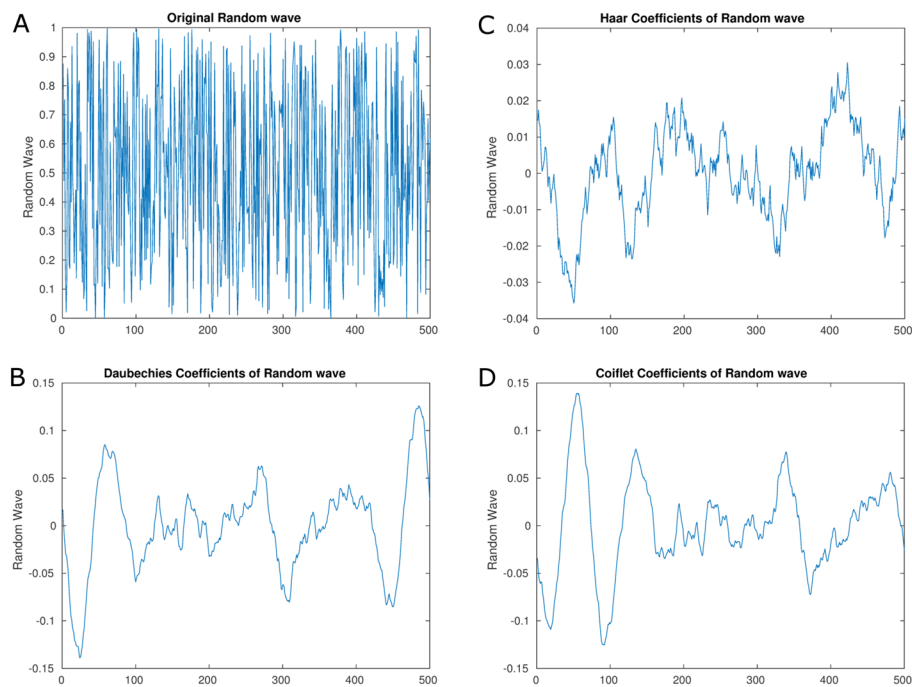 A
Original Random wave
Random Wave
1
0.9
0.8
0.7
0.6
0.5
0.4
0.3
0.2
0.1
0
0 100 200 300 400 500
C
Haar Coefficients of Random wave
Random Wave
0.04
0.03
0.02
0.01
0
-0.01
-0.02
-0.03
-0.04
0 100 200 300 400 500
B
Daubechies Coefficients of Random wave
Random Wave
0.15
0.1
0.05
0
-0.05
-0.1
-0.15
0 100 200 300 400 500
D
Coiflet Coefficients of Random wave
Random Wave
0.15
0.1
0.05
0
-0.05
-0.1
-0.15
0 100 200 300 400 500